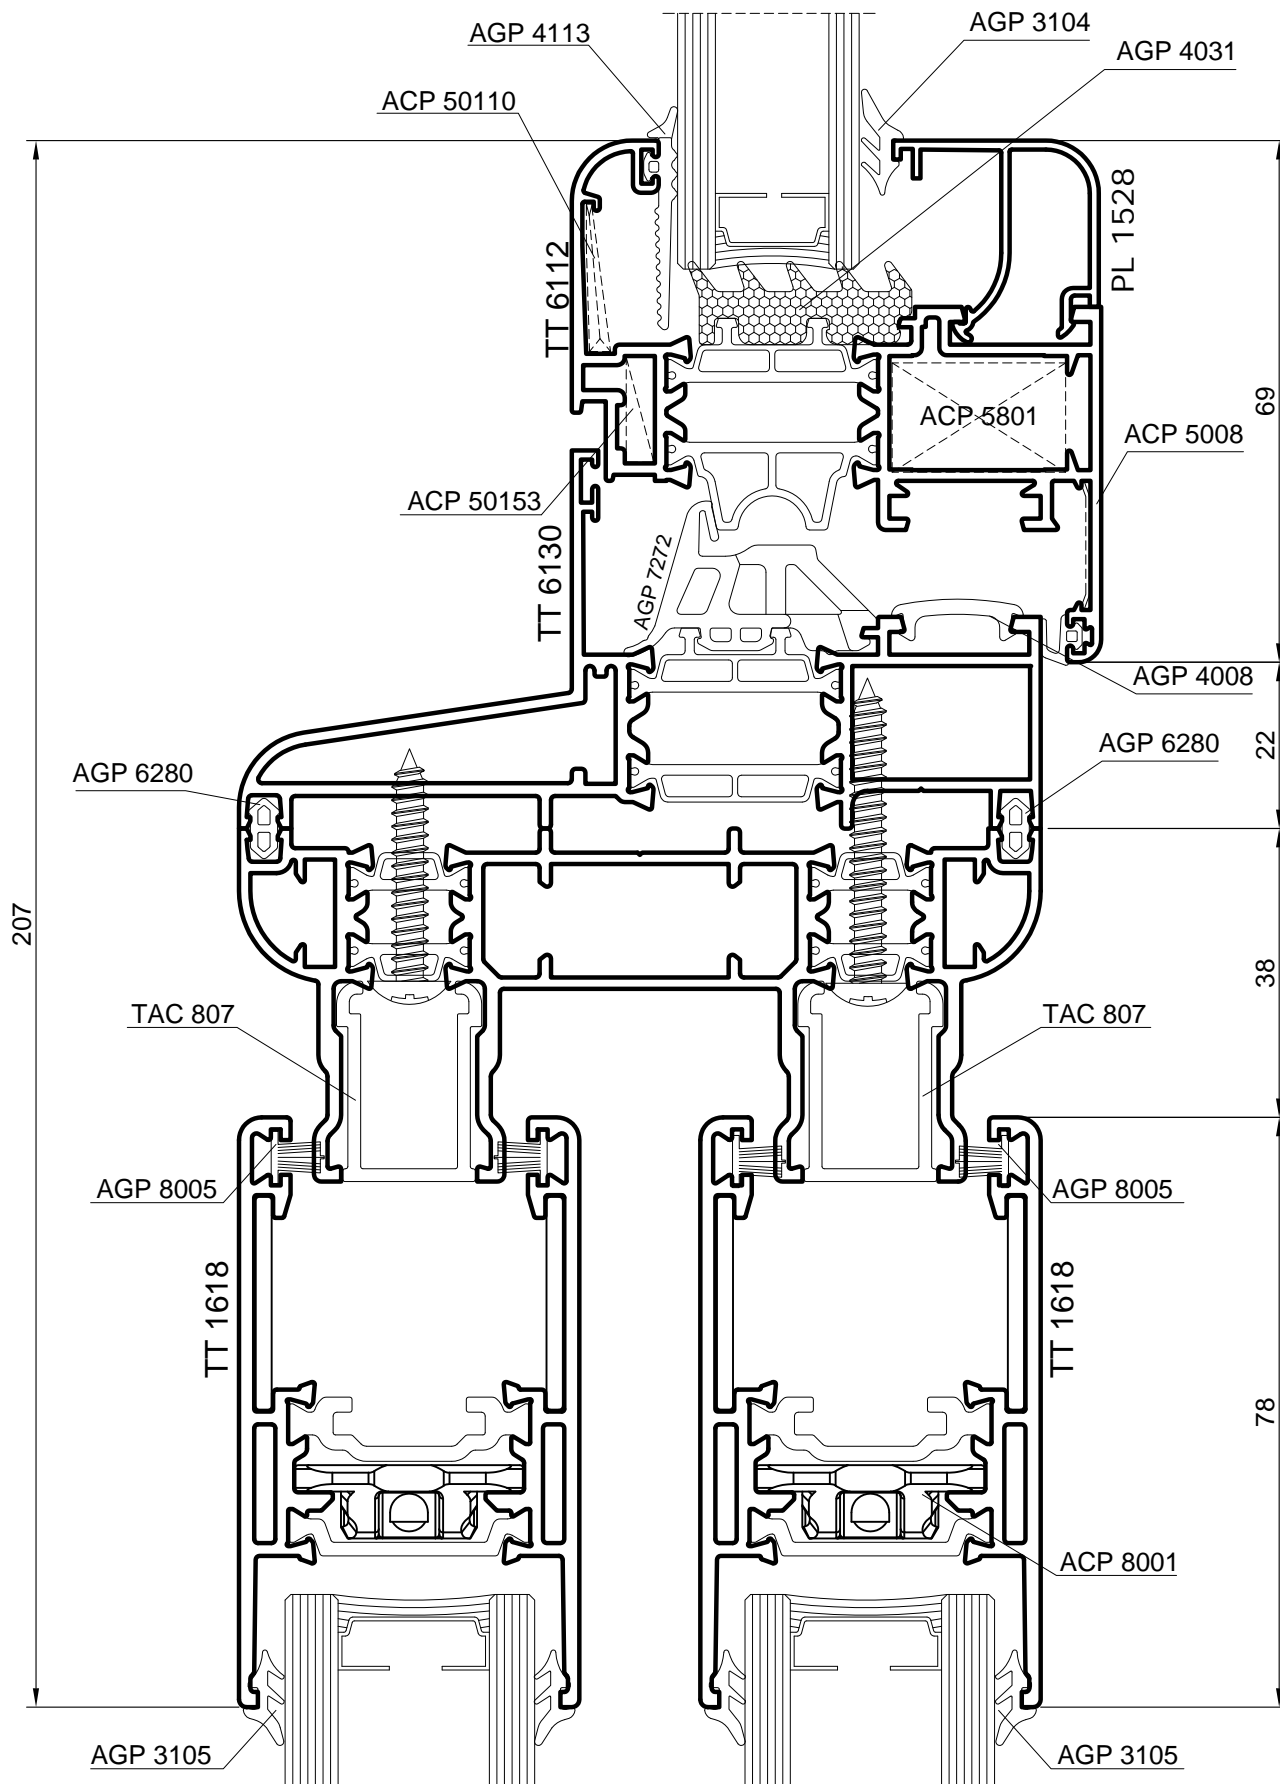 AGP 4113
AGP 3104
AGP 4031
ACP 50110
PL 1528
TT 6112
69
ACP 5801
ACP 5008
ACP 50153
TT 6130
AGP 7272
AGP 4008
AGP 6280
AGP 6280
22
207
38
TAC 807
TAC 807
AGP 8005
AGP 8005
TT 1618
TT 1618
78
ACP 8001
AGP 3105
AGP 3105